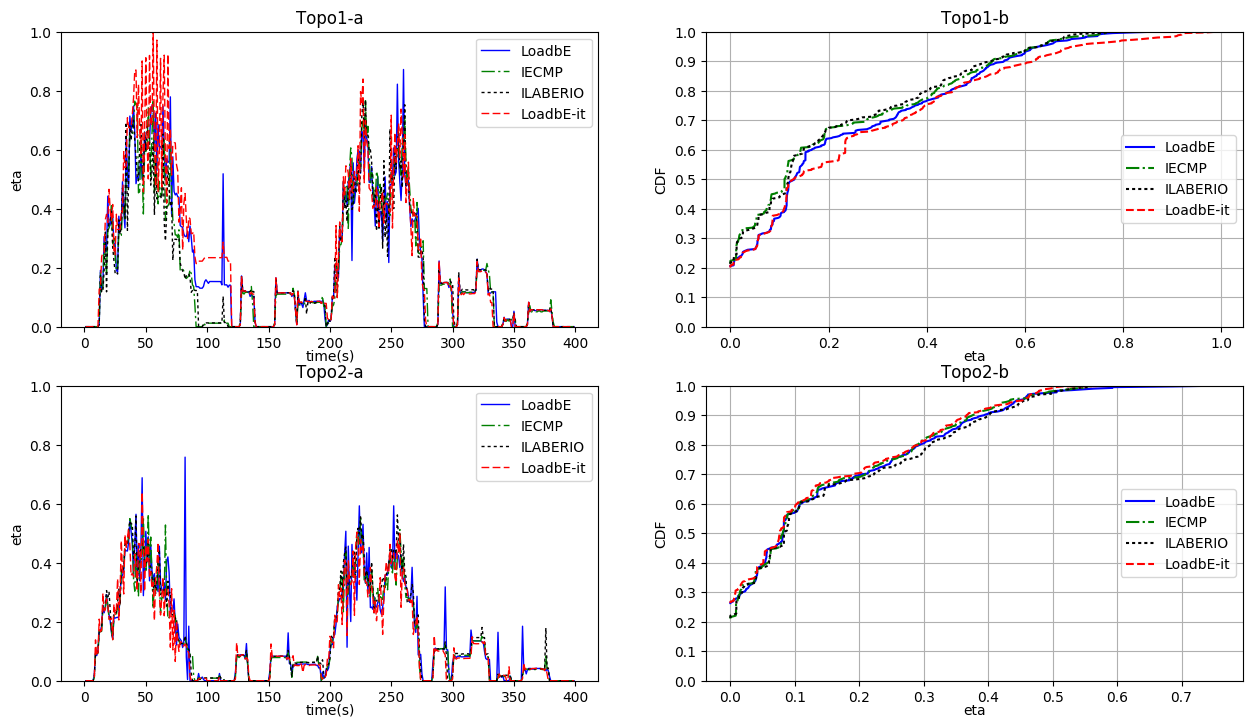 Topo1-a
1.0
0.8
0.6
0.4
0.2
0.0
eta
LoadbE
IECMP
ILABERIO
LoadbE-it
0 50 100 150 200 250 300 350 400
time(s)
Topo1-b
1.0
0.9
0.8
0.7
0.6
0.5
0.4
0.3
0.2
0.1
0.0
CDF
LoadbE
IECMP
ILABERIO
LoadbE-it
0.0 0.2 0.4 0.6 0.8 1.0
eta
Topo2-a
1.0
0.8
0.6
0.4
0.2
0.0
eta
LoadbE
IECMP
ILABERIO
LoadbE-it
0 50 100 150 200 250 300 350 400
time(s)
Topo2-b
1.0
0.9
0.8
0.7
0.6
0.5
0.4
0.3
0.2
0.1
0.0
CDF
LoadbE
IECMP
ILABERIO
LoadbE-it
0.0 0.1 0.2 0.3 0.4 0.5 0.6 0.7
eta